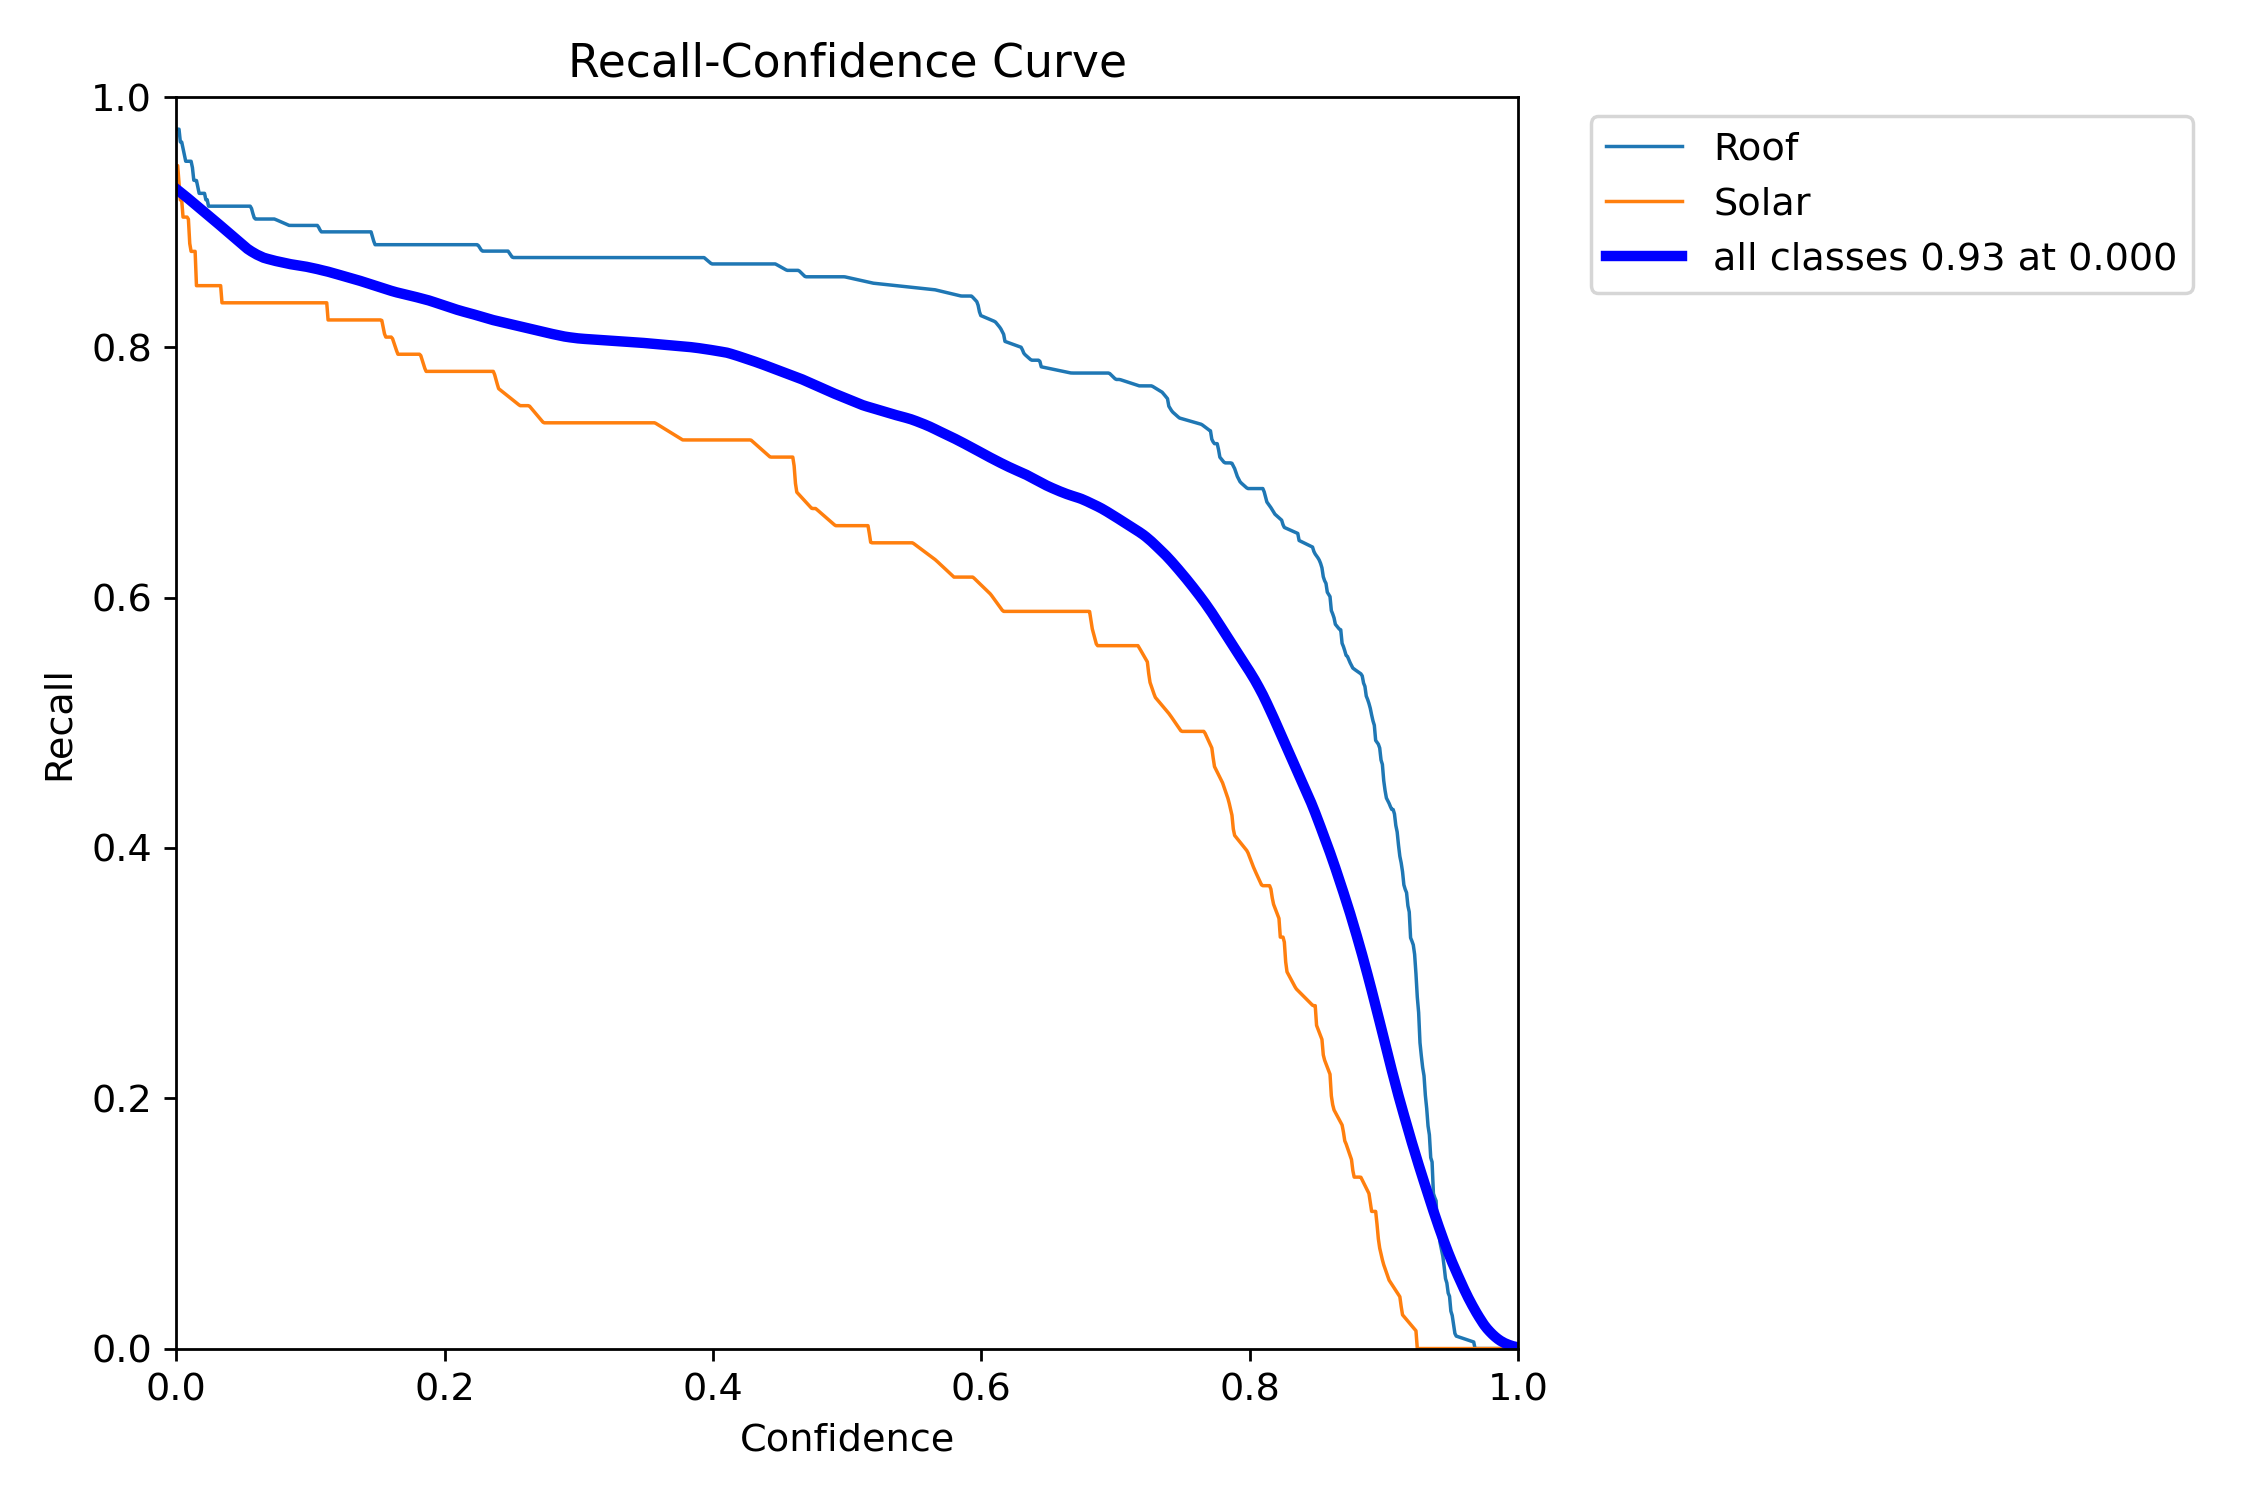 Recall-Confidence Curve
1.0
0.8
0.6
0.4
0.2
0.0
Recall
0.0 0.2 0.4 0.6 0.8 1.0
Confidence
Roof
Solar
all classes 0.93 at 0.000